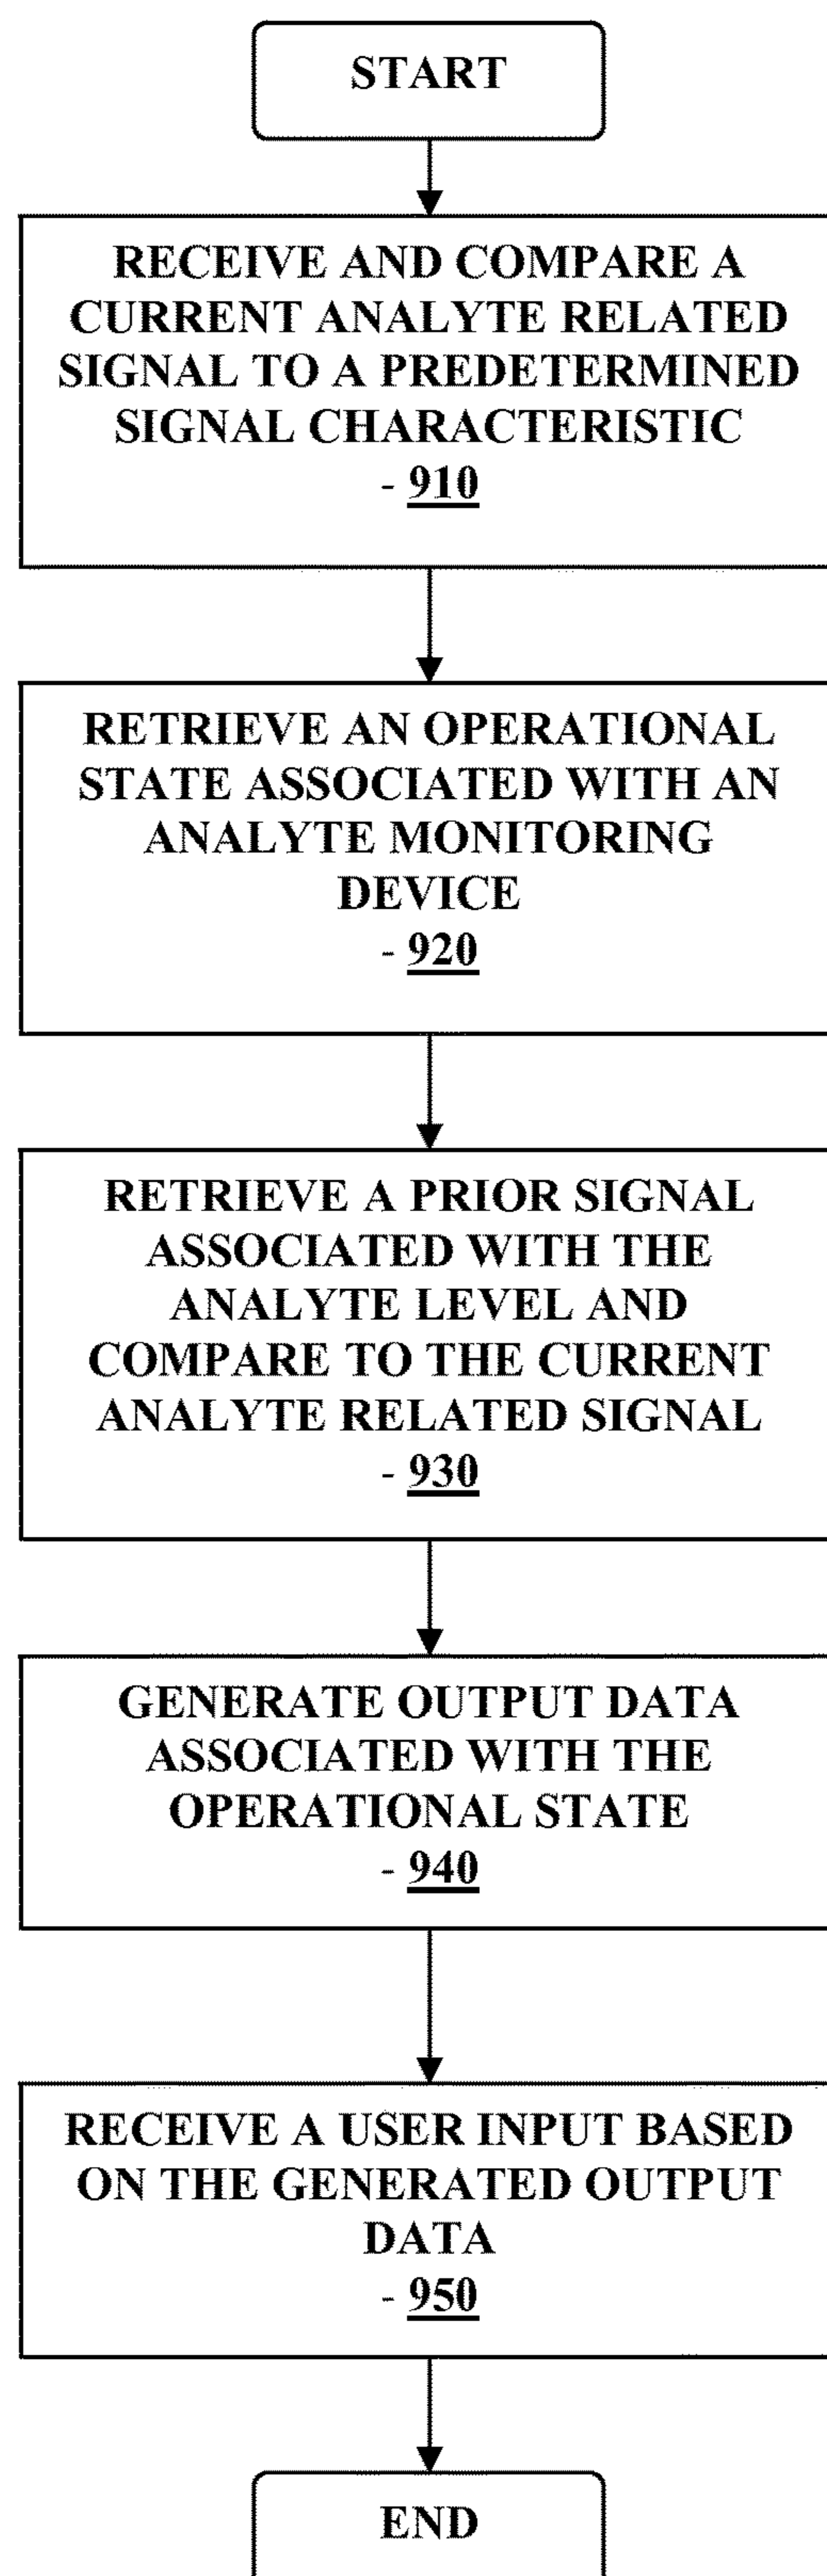 START
RECEIVE AND COMPARE A
CURRENT ANALYTE RELATED
SIGNAL TO A PREDETERMINED
SIGNAL CHARACTERISTIC
- 910
RETRIEVE AN OPERATIONAL
STATE ASSOCIATED WITH AN
ANALYTE MONITORING
DEVICE
- 920
RETRIEVE A PRIOR SIGNAL
ASSOCIATED WITH THE
ANALYTE LEVEL AND
COMPARE TO THE CURRENT
ANALYTE RELATED SIGNAL
- 930
GENERATE OUTPUT DATA
ASSOCIATED WITH THE
OPERATIONAL STATE
- 940
RECEIVE A USER INPUT BASED
ON THE GENERATED OUTPUT
DATA
- 950
END